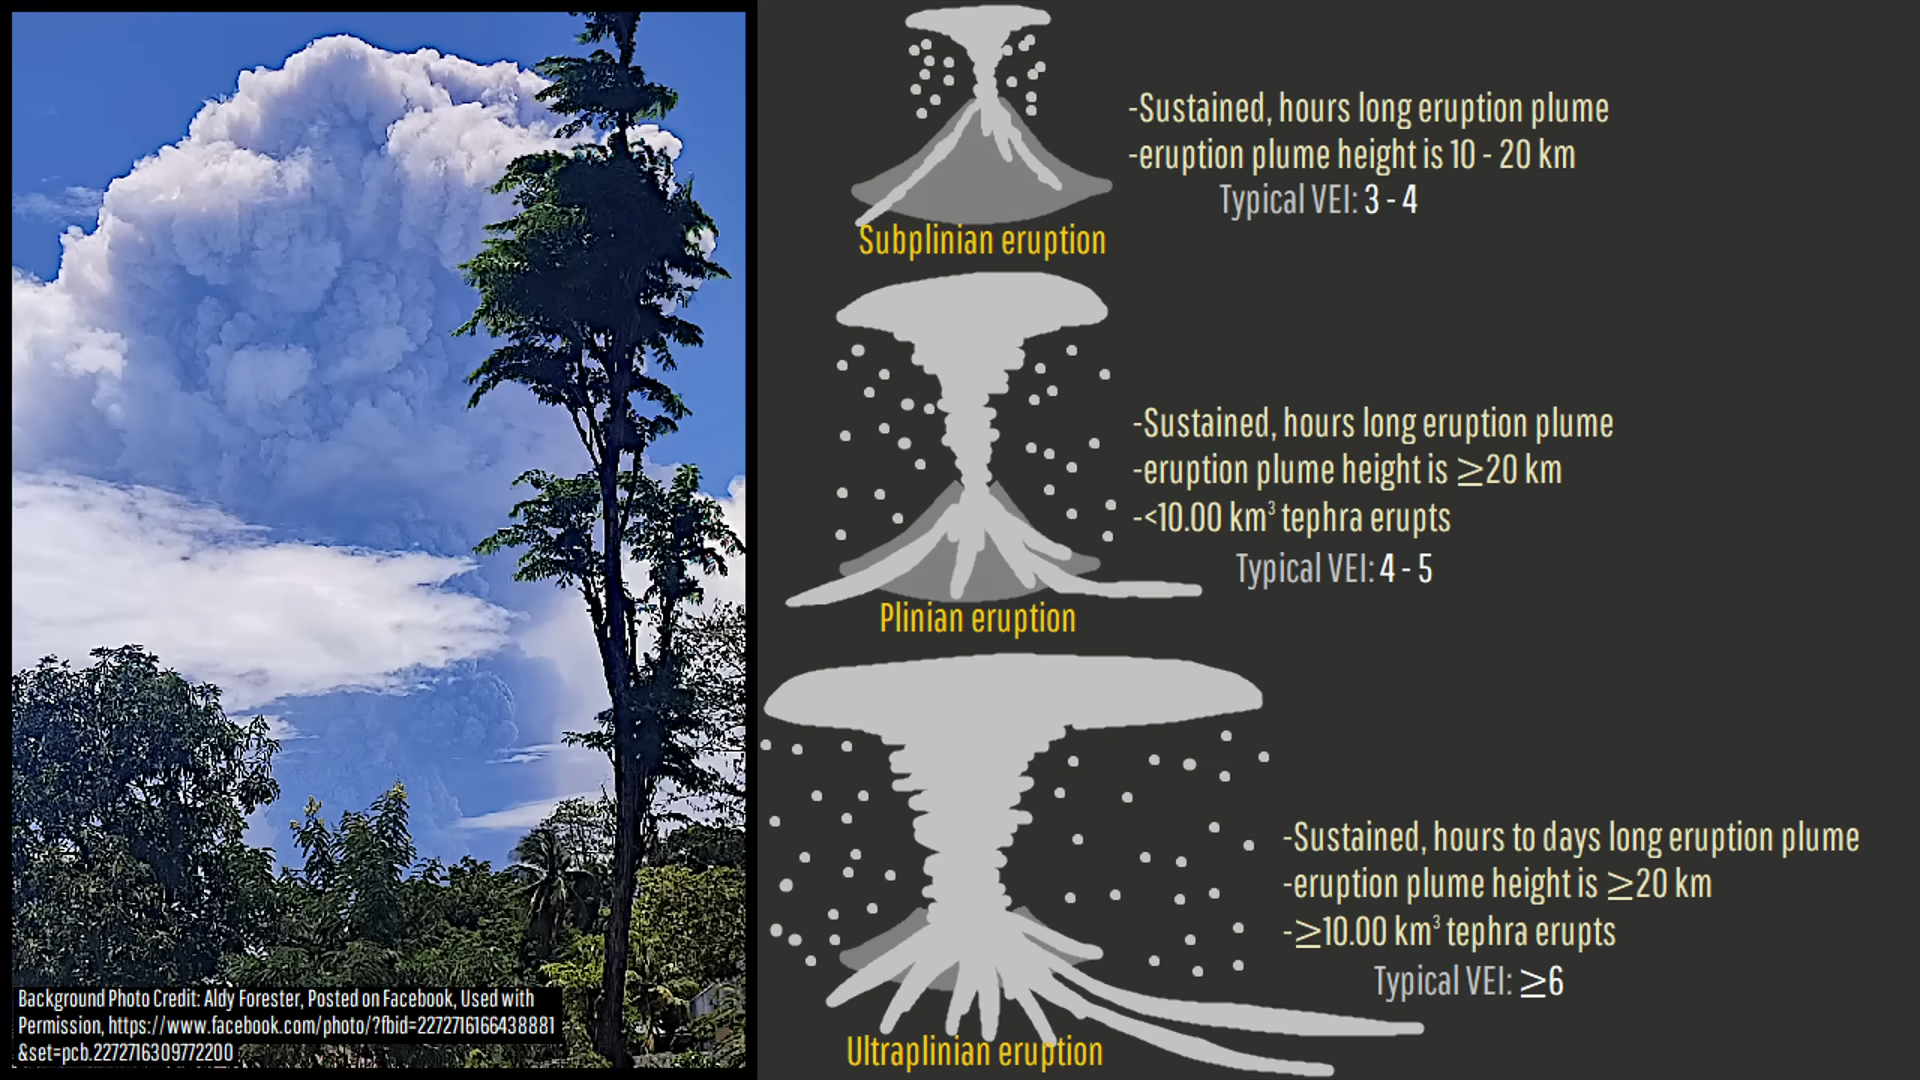 Background Photo Credit: Aldy Forester, Posted on Facebook, Used with
Permission, https://www.facebook.com/photo/?fbid=2272716166438881
&set=pcb.2272716309772200
-Sustained, hours long eruption plume
-eruption plume height is 10 - 20 km
Typical VEI: 3 - 4
Subplinian eruption
-Sustained, hours long eruption plume
-eruption plume height is ≥20 km
-<10.00 km³ tephra erupts
Typical VEI: 4 - 5
Plinian eruption
-Sustained, hours to days long eruption plume
-eruption plume height is ≥20 km
-≥10.00 km³ tephra erupts
Typical VEI: ≥6
Ultraplinian eruption